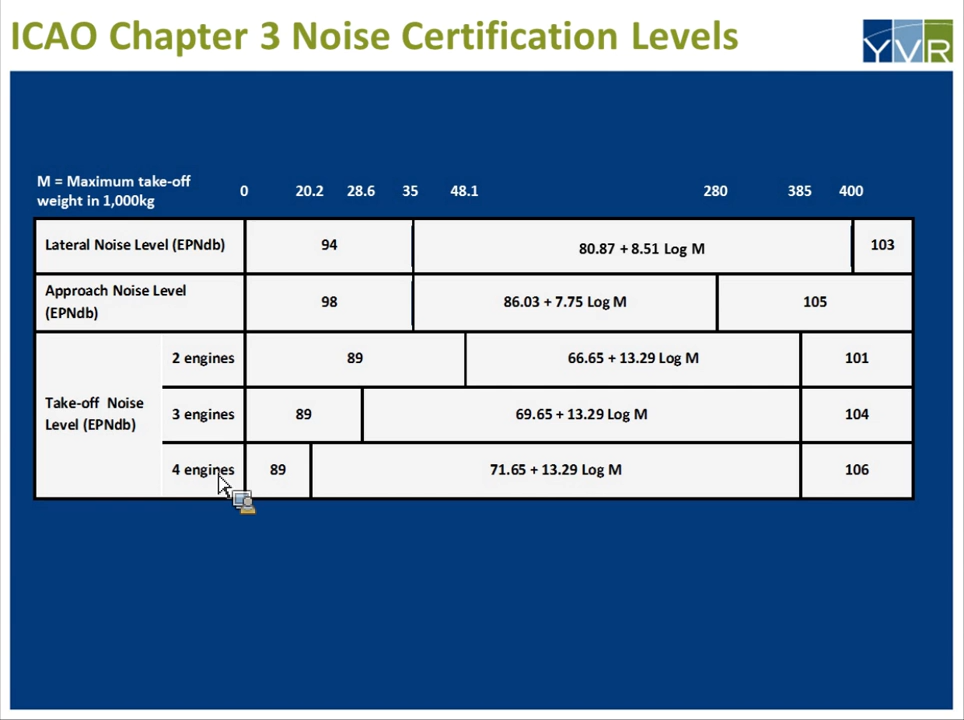 ICAO Chapter 3 Noise Certification Levels
YVR
M = Maximum take-off
weight in 1,000kg
0 20.2 28.6 35 48.1 280 385 400
Lateral Noise Level (EPNdb) 94 80.87 + 8.51 Log M 103
Approach Noise Level
(EPNdb) 98 86.03 + 7.75 Log M 105
Take-off Noise
Level (EPNdb)
2 engines 89 66.65 + 13.29 Log M 101
3 engines 89 69.65 + 13.29 Log M 104
4 engines 89 71.65 + 13.29 Log M 106